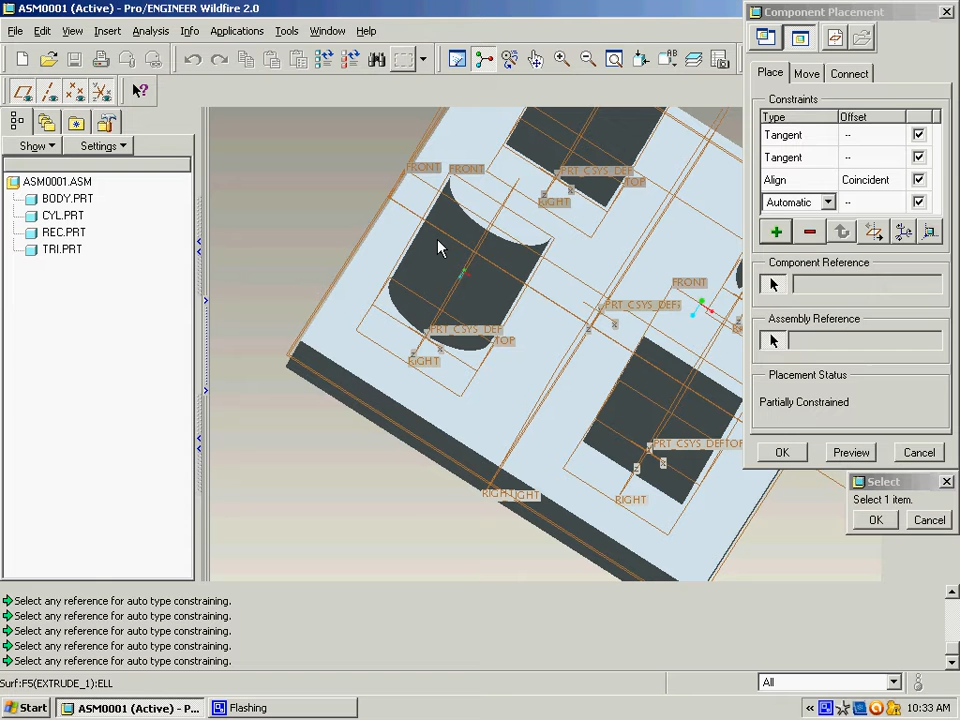 ASM0001 (Active) - Pro/ENGINEER Wildfire 2.0
File Edit View Insert Analysis Info Applications Tools Window Help
Show Settings
ASM0001.ASM
BODY.PRT
CYL.PRT
REC.PRT
TRI.PRT
FRONT FRONT
PRT_CSYS_DEF
TOP
RIGHT
FRONT
PRT_CSYS_DEF
PRT_CSYS_DEF
TOP
RIGHT
PRT_CSYS_DEF TOP
RIGHT
RIGHT
Component Placement
Place Move Connect
Constraints
Type Offset
Tangent --
Tangent --
Align Coincident
Automatic --
Component Reference
Assembly Reference
Placement Status
Partially Constrained
OK Preview Cancel
Select
Select 1 item.
OK Cancel
Select any reference for auto type constraining.
Select any reference for auto type constraining.
Select any reference for auto type constraining.
Select any reference for auto type constraining.
Select any reference for auto type constraining.
Surf:F5(EXTRUDE_1):ELL
All
Start ASM0001 (Active) - P... Flashing 10:33 AM